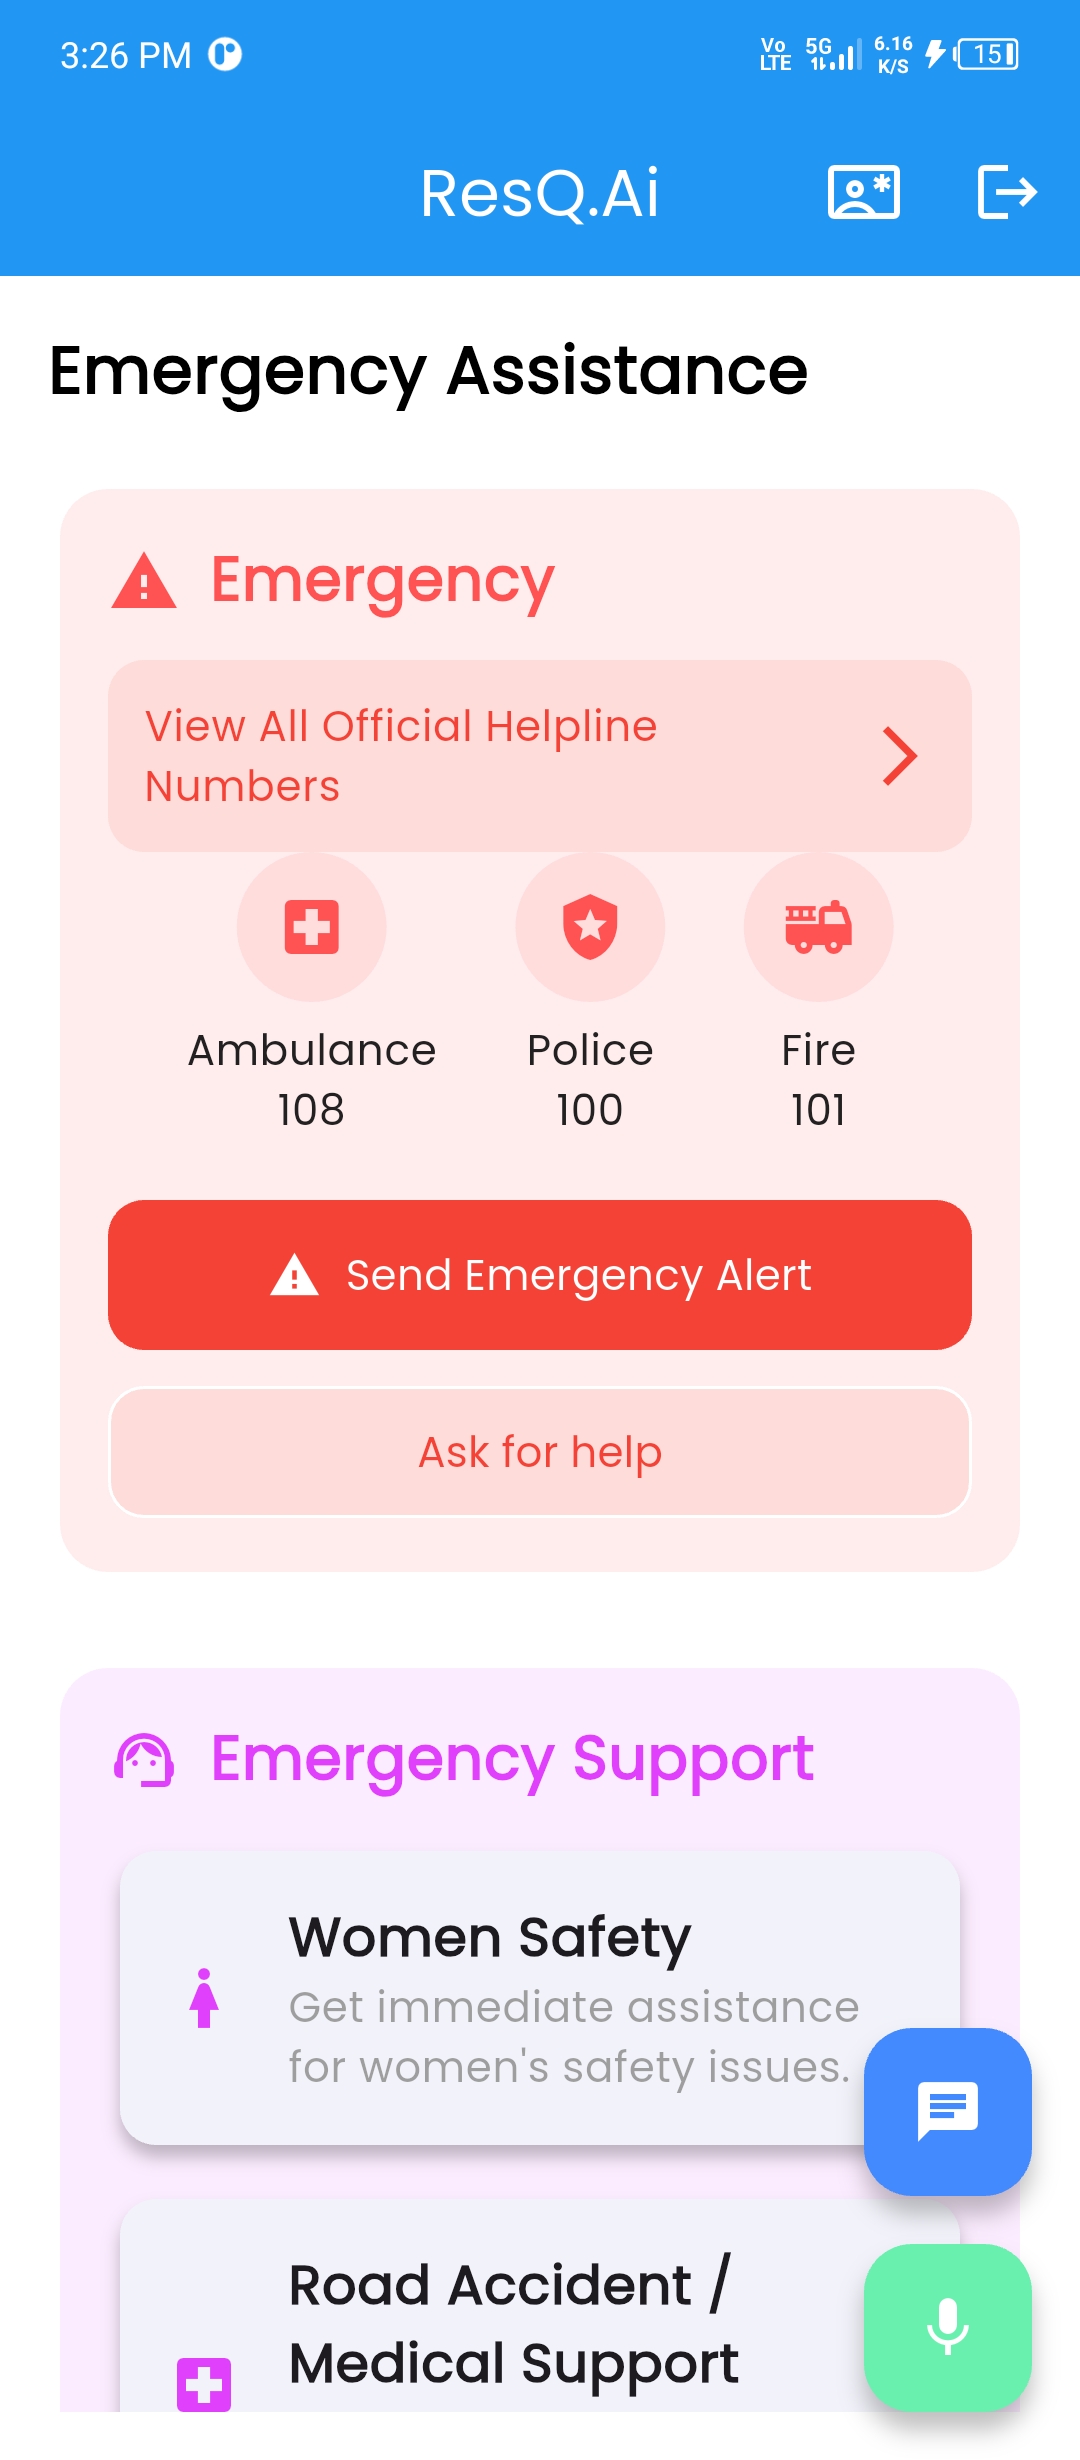 3:26 PM
Vo
LTE
5G
6.16
K/S
15
ResQ.Ai
Emergency Assistance
Emergency
View All Official Helpline
Numbers
Ambulance
108
Police
100
Fire
101
Send Emergency Alert
Ask for help
Emergency Support
Women Safety
Get immediate assistance
for women's safety issues.
Road Accident /
Medical Support